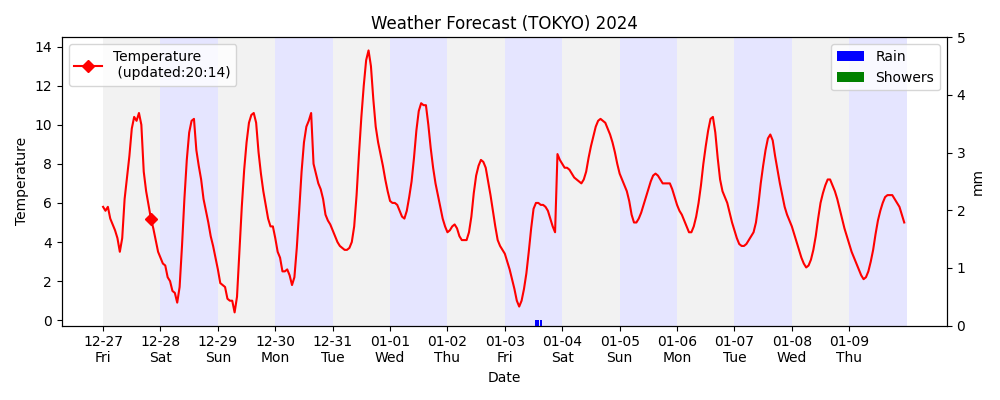 Weather Forecast (TOKYO) 2024
Temperature
(updated:20:14)
Rain
Showers
Temperature
14
12
10
8
6
4
2
0
5
4
3
2
1
0
mm
12-27 12-28 12-29 12-30 12-31 01-01 01-02 01-03 01-04 01-05 01-06 01-07 01-08 01-09
Fri Sat Sun Mon Tue Wed Thu Fri Sat Sun Mon Tue Wed Thu
Date